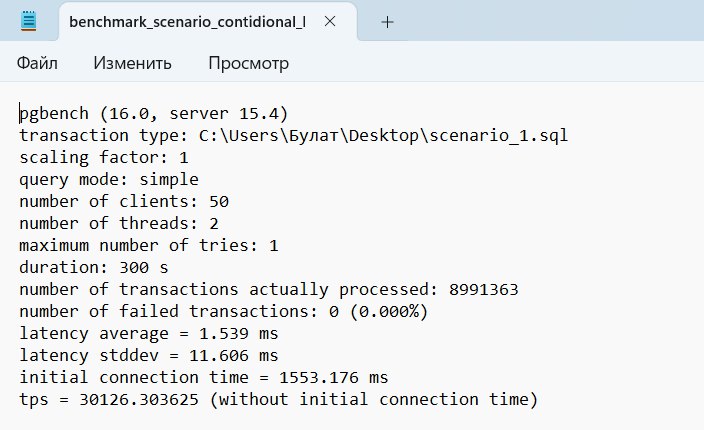 benchmark_scenario_contidional_l
Файл Изменить Просмотр
pgbench (16.0, server 15.4)
transaction type: C:\Users\Булат\Desktop\scenario_1.sql
scaling factor: 1
query mode: simple
number of clients: 50
number of threads: 2
maximum number of tries: 1
duration: 300 s
number of transactions actually processed: 8991363
number of failed transactions: 0 (0.000%)
latency average = 1.539 ms
latency stddev = 11.606 ms
initial connection time = 1553.176 ms
tps = 30126.303625 (without initial connection time)